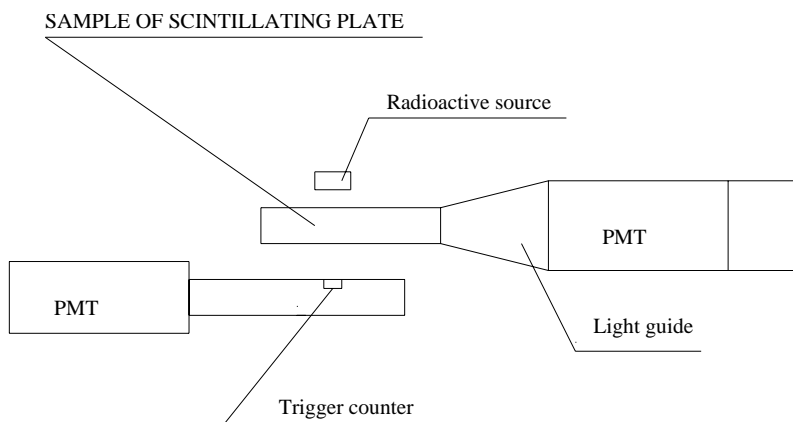 SAMPLE OF SCINTILLATING PLATE
Radioactive source
PMT
PMT
Light guide
Trigger counter